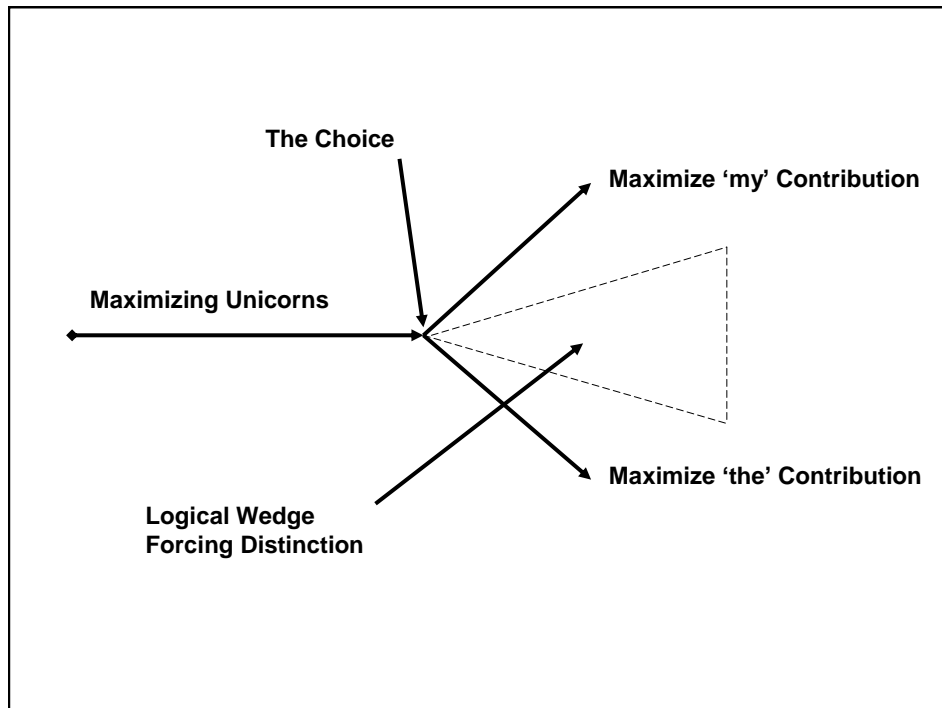 The Choice
Maximize ‘my’ Contribution
Maximizing Unicorns
Maximize ‘the’ Contribution
Logical Wedge
Forcing Distinction